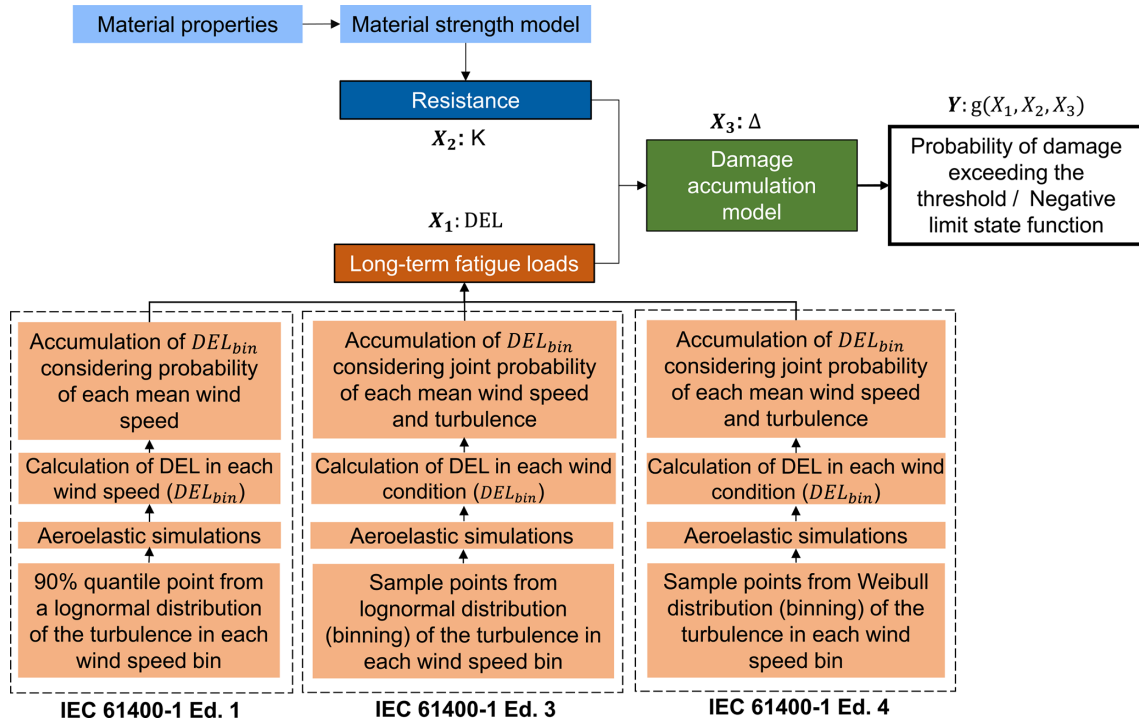 Material properties
Material strength model
Resistance
X₂: K
X₃: Δ
Y: g(X₁, X₂, X₃)
Damage
accumulation
model
Probability of damage
exceeding the
threshold / Negative
limit state function
X₁: DEL
Long-term fatigue loads
Accumulation of DEL_bin
considering probability
of each mean wind
speed
Calculation of DEL in each
wind speed (DEL_bin)
Aeroelastic simulations
90% quantile point from
a lognormal distribution
of the turbulence in each
wind speed bin
IEC 61400-1 Ed. 1
Accumulation of DEL_bin
considering joint probability
of each mean wind speed
and turbulence
Calculation of DEL in each wind
condition (DEL_bin)
Aeroelastic simulations
Sample points from
lognormal distribution
(binning) of the turbulence in
each wind speed bin
IEC 61400-1 Ed. 3
Accumulation of DEL_bin
considering joint probability
of each mean wind speed
and turbulence
Calculation of DEL in each wind
condition (DEL_bin)
Aeroelastic simulations
Sample points from Weibull
distribution (binning) of the
turbulence in each wind
speed bin
IEC 61400-1 Ed. 4